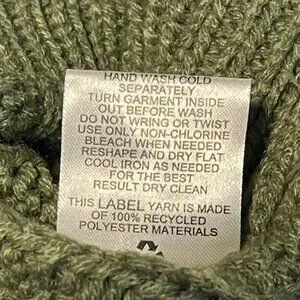 HAND WASH COLD
SEPARATELY
TURN GARMENT INSIDE
OUT BEFORE WASH
DO NOT WRING OR TWIST
USE ONLY NON-CHLORINE
BLEACH WHEN NEEDED
RESHAPE AND DRY FLAT
COOL IRON AS NEEDED
FOR THE BEST
RESULT DRY CLEAN
THIS LABEL YARN IS MADE
OF 100% RECYCLED
POLYESTER MATERIALS